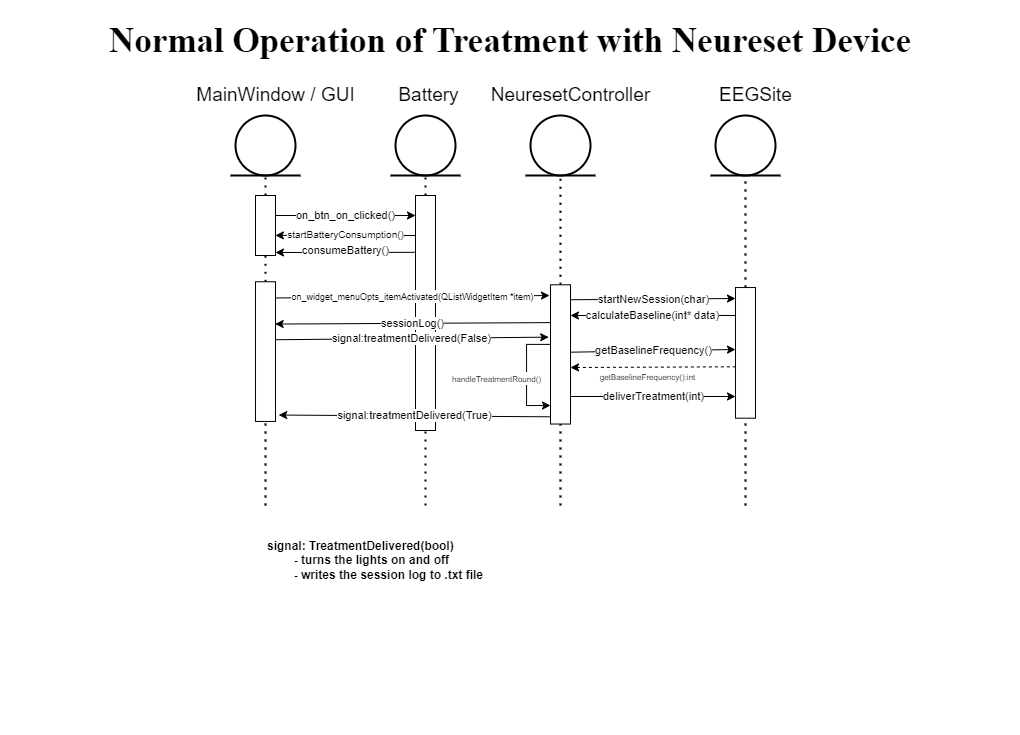 Normal Operation of Treatment with Neureset Device
MainWindow / GUI
Battery
NeuresetController
EEGSite
on_btn_on_clicked()
startBatteryConsumption()
consumeBattery()
on_widget_menuOpts_itemActivated(QListWidgetItem *item)
startNewSession(char)
calculateBaseline(int* data)
sessionLog()
signal:treatmentDelivered(False)
getBaselineFrequency()
handleTreatmentRound()
getBaselineFrequency():int
deliverTreatment(int)
signal:treatmentDelivered(True)
signal: TreatmentDelivered(bool)
- turns the lights on and off
- writes the session log to .txt file